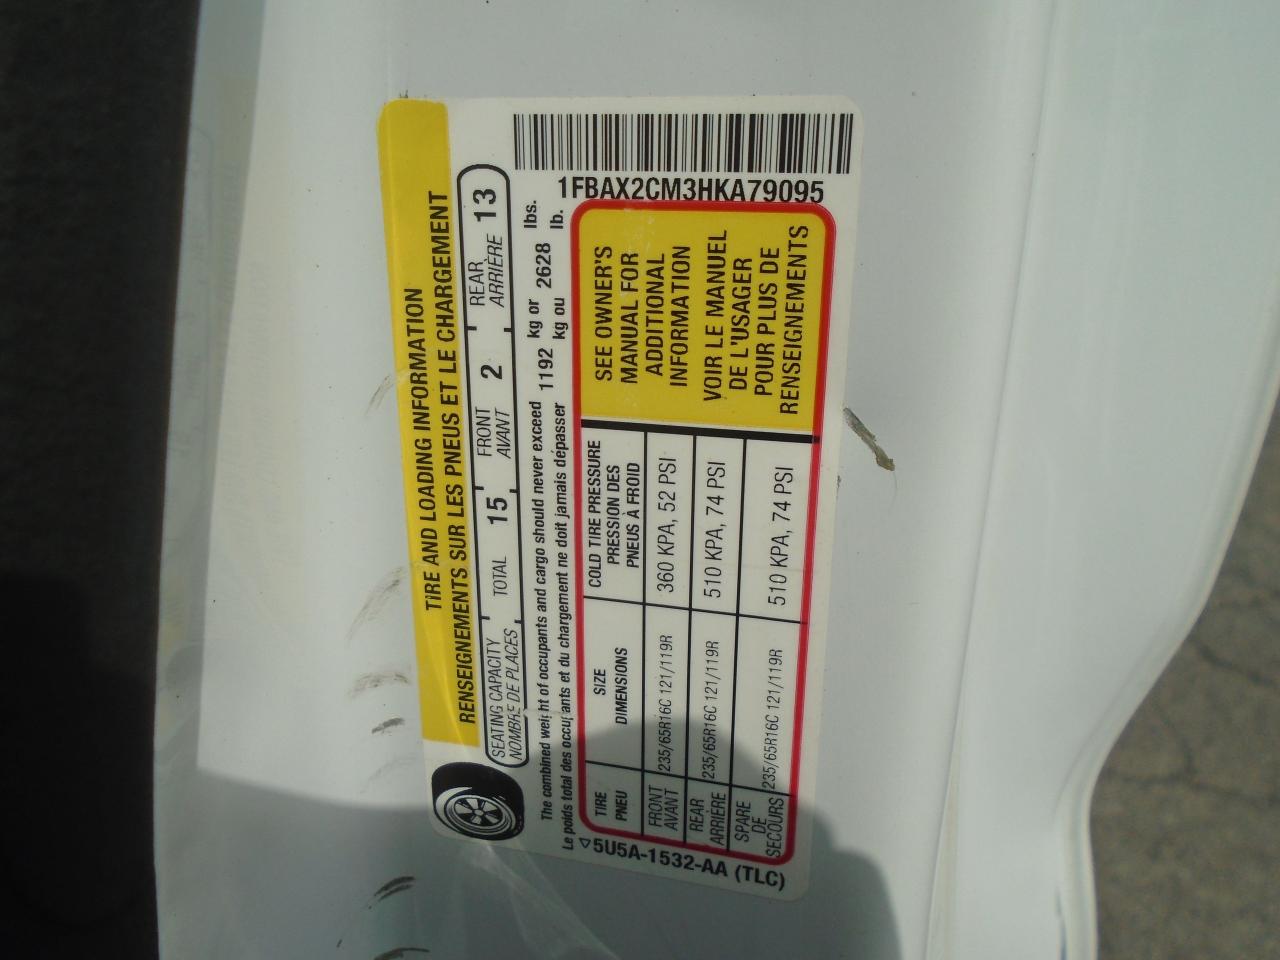 TIRE AND LOADING INFORMATION
RENSEIGNEMENTS SUR LES PNEUS ET LE CHARGEMENT
SEATING CAPACITY TOTAL 15 FRONT 2 REAR 13
NOMBRE DE PLACES AVANT ARRIÈRE
The combined weight of occupants and cargo should never exceed 1192 kg or 2628 lbs.
Le poids total des occupants et du chargement ne doit jamais dépasser kg ou lb.
TIRE SIZE COLD TIRE PRESSURE
PNEU DIMENSIONS PRESSION DES
PNEUS À FROID
FRONT
AVANT
235/65R16C 121/119R
360 KPA, 52 PSI
REAR
ARRIÈRE
235/65R16C 121/119R
510 KPA, 74 PSI
SPARE
DE
SECOURS
235/65R16C 121/119R
510 KPA, 74 PSI
SEE OWNER'S
MANUAL FOR
ADDITIONAL
INFORMATION
VOIR LE MANUEL
DE L'USAGER
POUR PLUS DE
RENSEIGNEMENTS
5U5A-1532-AA (TLC)
1FBAX2CM3HKA79095